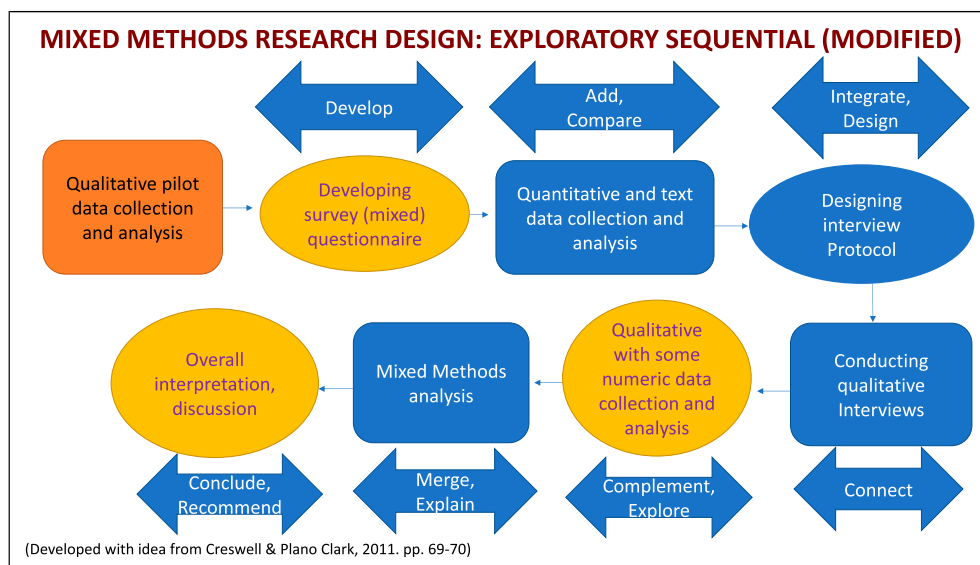 MIXED METHODS RESEARCH DESIGN: EXPLORATORY SEQUENTIAL (MODIFIED)
Develop
Add,
Compare
Integrate,
Design
Qualitative pilot
data collection
and analysis
Developing
survey (mixed)
questionnaire
Quantitative and text
data collection and
analysis
Designing
interview
Protocol
Overall
interpretation,
discussion
Mixed Methods
analysis
Qualitative
with some
numeric data
collection and
analysis
Conducting
qualitative
Interviews
Conclude,
Recommend
Merge,
Explain
Complement,
Explore
Connect
(Developed with idea from Creswell & Plano Clark, 2011. pp. 69-70)